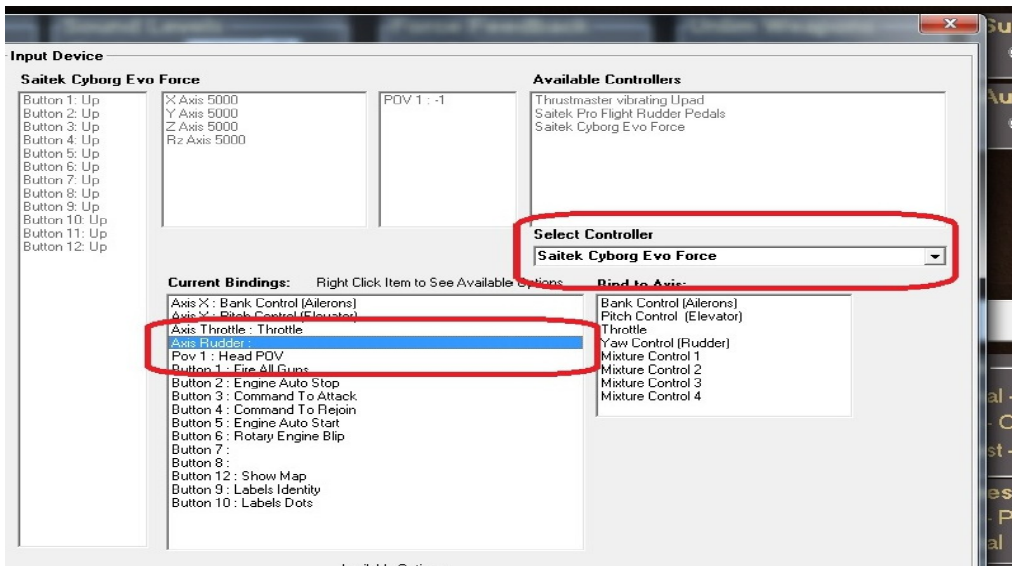 Input Device
Saitek Cyborg Evo Force
Button 1: Up
Button 2: Up
Button 3: Up
Button 4: Up
Button 5: Up
Button 6: Up
Button 7: Up
Button 8: Up
Button 9: Up
Button 10: Up
Button 11: Up
Button 12: Up
X Axis 5000
Y Axis 5000
Z Axis 5000
Rz Axis 5000
POV 1 : -1
Available Controllers
Thrustmaster vibrating Upad
Saitek Pro Flight Rudder Pedals
Saitek Cyborg Evo Force
Select Controller
Saitek Cyborg Evo Force
Current Bindings: Right Click Item to See Available Options
Axis X : Bank Control (Ailerons)
Axis Y : Pitch Control (Elevator)
Axis Throttle : Throttle
Axis Rudder :
Pov 1 : Head POV
Button 1 : Fire All Guns
Button 2 : Engine Auto Stop
Button 3 : Command To Attack
Button 4 : Command To Rejoin
Button 5 : Engine Auto Start
Button 6 : Rotary Engine Blip
Button 7 :
Button 8 :
Button 12 : Show Map
Button 9 : Labels Identity
Button 10 : Labels Dots
Bind to Axis:
Bank Control (Ailerons)
Pitch Control (Elevator)
Throttle
Yaw Control (Rudder)
Mixture Control 1
Mixture Control 2
Mixture Control 3
Mixture Control 4